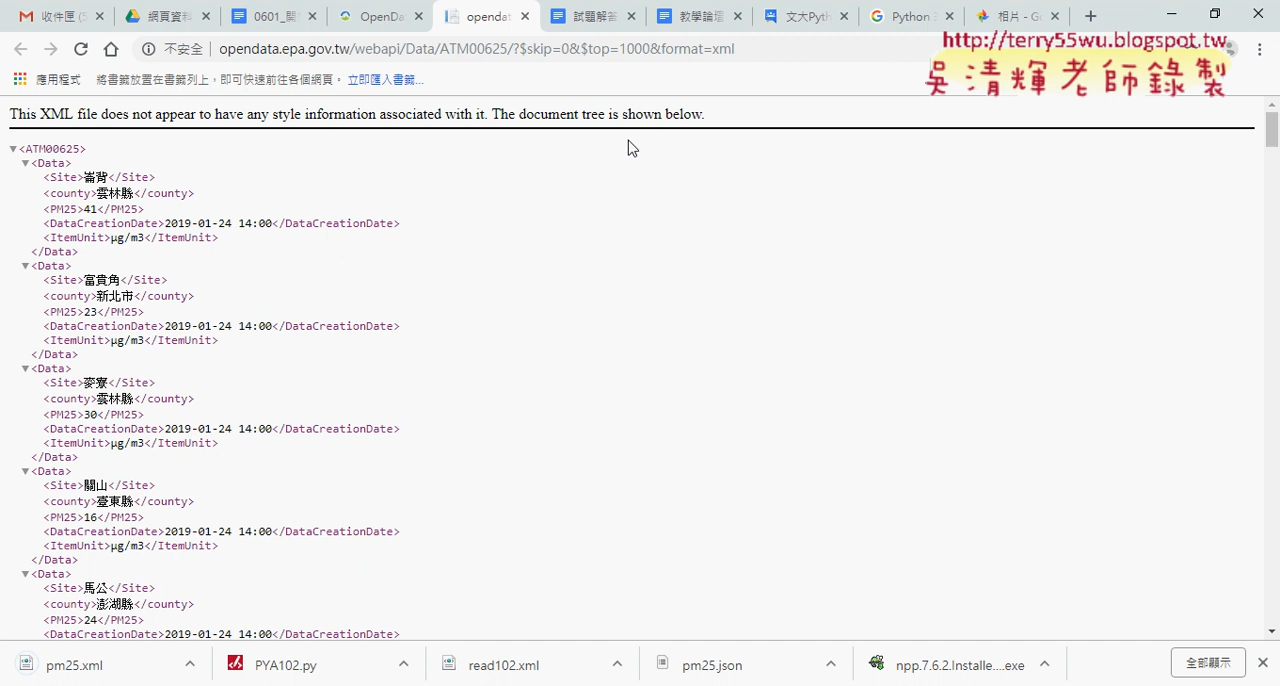 收件匣 (5
網頁資料
0601_開
OpenDa
opendat
試題解答
教學論壇
文大Pyth
Python
相片 - Go
不安全
opendata.epa.gov.tw/webapi/Data/ATM00625/?$skip=0&$top=1000&format=xml
http://terry55wu.blogspot.tw
吳清輝老師錄製
應用程式
將書籤放置在書籤列上，即可快速前往各個網頁。
立即匯入書籤...
This XML file does not appear to have any style information associated with it. The document tree is shown below.
▼<ATM00625>
▼<Data>
<Site>崙背</Site>
<county>雲林縣</county>
<PM25>41</PM25>
<DataCreationDate>2019-01-24 14:00</DataCreationDate>
<ItemUnit>μg/m3</ItemUnit>
</Data>
▼<Data>
<Site>富貴角</Site>
<county>新北市</county>
<PM25>23</PM25>
<DataCreationDate>2019-01-24 14:00</DataCreationDate>
<ItemUnit>μg/m3</ItemUnit>
</Data>
▼<Data>
<Site>麥寮</Site>
<county>雲林縣</county>
<PM25>30</PM25>
<DataCreationDate>2019-01-24 14:00</DataCreationDate>
<ItemUnit>μg/m3</ItemUnit>
</Data>
▼<Data>
<Site>關山</Site>
<county>臺東縣</county>
<PM25>16</PM25>
<DataCreationDate>2019-01-24 14:00</DataCreationDate>
<ItemUnit>μg/m3</ItemUnit>
</Data>
▼<Data>
<Site>馬公</Site>
<county>澎湖縣</county>
<PM25>24</PM25>
<DataCreationDate>2019-01-24 14:00</DataCreationDate>
pm25.xml
PYA102.py
read102.xml
pm25.json
npp.7.6.2.Installe....exe
全部顯示